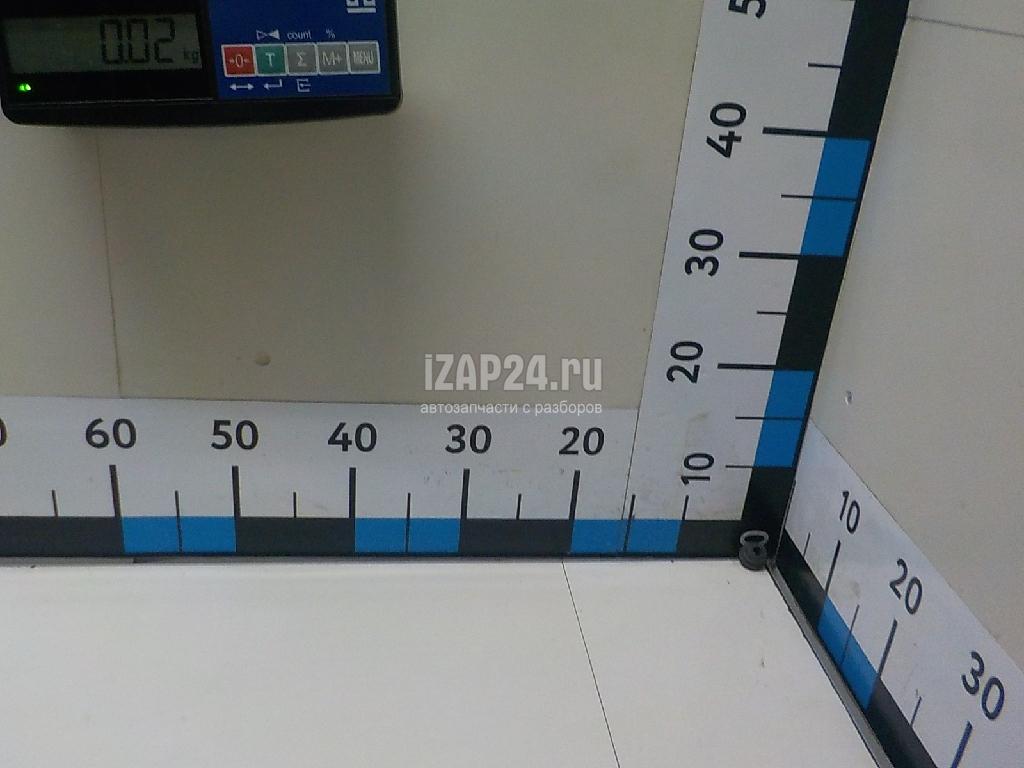 0.02 kg
count %
→0← T Σ M+ MENU
5
40
30
20
10
60 50 40 30 20
10
20
30
iZAP24.ru
автозапчасти с разборов